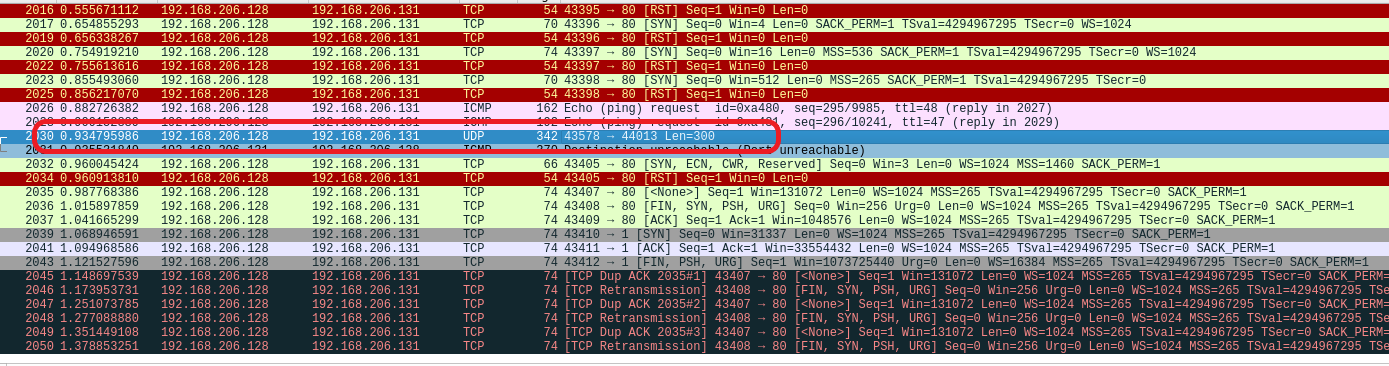 2016 0.555671112 192.168.206.128 192.168.206.131 TCP 54 43395 → 80 [RST] Seq=1 Win=0 Len=0
2017 0.654855293 192.168.206.128 192.168.206.131 TCP 70 43396 → 80 [SYN] Seq=0 Win=4 Len=0 SACK_PERM=1 TSval=4294967295 TSecr=0 WS=1024
2019 0.656338267 192.168.206.128 192.168.206.131 TCP 54 43396 → 80 [RST] Seq=1 Win=0 Len=0
2020 0.754919210 192.168.206.128 192.168.206.131 TCP 74 43397 → 80 [SYN] Seq=0 Win=16 Len=0 MSS=536 SACK_PERM=1 TSval=4294967295 TSecr=0 WS=1024
2022 0.755613616 192.168.206.128 192.168.206.131 TCP 54 43397 → 80 [RST] Seq=1 Win=0 Len=0
2023 0.855493060 192.168.206.128 192.168.206.131 TCP 70 43398 → 80 [SYN] Seq=0 Win=512 Len=0 MSS=265 SACK_PERM=1 TSval=4294967295 TSecr=0
2025 0.856217070 192.168.206.128 192.168.206.131 TCP 54 43398 → 80 [RST] Seq=1 Win=0 Len=0
2026 0.882726382 192.168.206.128 192.168.206.131 ICMP 162 Echo (ping) request id=0xa480, seq=295/9985, ttl=48 (reply in 2027)
192.168.206.128 192.168.206.131 ICMP Echo (ping) request seq=296/10241, ttl=47 (reply in 2029)
2030 0.934795986 192.168.206.128 192.168.206.131 UDP 342 43578 → 44013 Len=300
ICMP 370 Destination unreachable (Port unreachable)
2032 0.960045424 192.168.206.128 192.168.206.131 TCP 66 43405 → 80 [SYN, ECN, CWR, Reserved] Seq=0 Win=3 Len=0 WS=1024 MSS=1460 SACK_PERM=1
2034 0.960913810 192.168.206.128 192.168.206.131 TCP 54 43405 → 80 [RST] Seq=1 Win=0 Len=0
2035 0.987768386 192.168.206.128 192.168.206.131 TCP 74 43407 → 80 [<None>] Seq=1 Win=131072 Len=0 WS=1024 MSS=265 TSval=4294967295 TSecr=0 SACK_PERM=1
2036 1.015897859 192.168.206.128 192.168.206.131 TCP 74 43408 → 80 [FIN, SYN, PSH, URG] Seq=0 Win=256 Urg=0 Len=0 WS=1024 MSS=265 TSval=4294967295 TSecr=0 SACK_PERM=1
2037 1.041665299 192.168.206.128 192.168.206.131 TCP 74 43409 → 80 [ACK] Seq=1 Ack=1 Win=1048576 Len=0 WS=1024 MSS=265 TSval=4294967295 TSecr=0 SACK_PERM=1
2039 1.068946591 192.168.206.128 192.168.206.131 TCP 74 43410 → 1 [SYN] Seq=0 Win=31337 Len=0 WS=1024 MSS=265 TSval=4294967295 TSecr=0 SACK_PERM=1
2041 1.094968586 192.168.206.128 192.168.206.131 TCP 74 43411 → 1 [ACK] Seq=1 Ack=1 Win=33554432 Len=0 WS=1024 MSS=265 TSval=4294967295 TSecr=0 SACK_PERM=1
2043 1.121527596 192.168.206.128 192.168.206.131 TCP 74 43412 → 1 [FIN, PSH, URG] Seq=1 Win=1073725440 Urg=0 Len=0 WS=16384 MSS=265 TSval=4294967295 TSecr=0 SACK_PERM=1
2045 1.148697539 192.168.206.128 192.168.206.131 TCP 74 [TCP Dup ACK 2035#1] 43407 → 80 [<None>] Seq=1 Win=131072 Len=0 WS=1024 MSS=265 TSval=4294967295 TSecr=0 SACK_PERM=
2046 1.173953731 192.168.206.128 192.168.206.131 TCP 74 [TCP Retransmission] 43408 → 80 [FIN, SYN, PSH, URG] Seq=0 Win=256 Urg=0 Len=0 WS=1024 MSS=265 TSval=4294967295 TSe
2047 1.251073785 192.168.206.128 192.168.206.131 TCP 74 [TCP Dup ACK 2035#2] 43407 → 80 [<None>] Seq=1 Win=131072 Len=0 WS=1024 MSS=265 TSval=4294967295 TSecr=0 SACK_PERM=
2048 1.277088880 192.168.206.128 192.168.206.131 TCP 74 [TCP Retransmission] 43408 → 80 [FIN, SYN, PSH, URG] Seq=0 Win=256 Urg=0 Len=0 WS=1024 MSS=265 TSval=4294967295 TSe
2049 1.351449108 192.168.206.128 192.168.206.131 TCP 74 [TCP Dup ACK 2035#3] 43407 → 80 [<None>] Seq=1 Win=131072 Len=0 WS=1024 MSS=265 TSval=4294967295 TSecr=0 SACK_PERM=
2050 1.378853251 192.168.206.128 192.168.206.131 TCP 74 [TCP Retransmission] 43408 → 80 [FIN, SYN, PSH, URG] Seq=0 Win=256 Urg=0 Len=0 WS=1024 MSS=265 TSval=4294967295 TSe